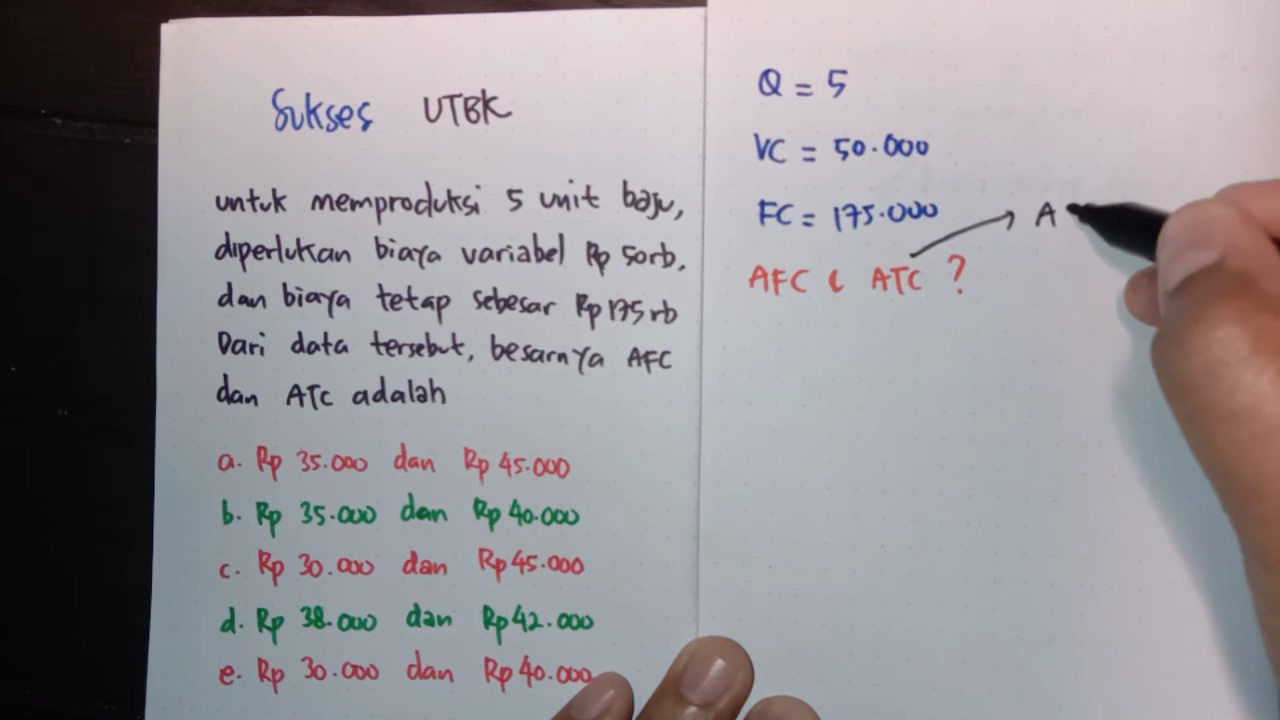 Sukses UTBK
untuk memproduksi 5 unit baju,
diperlukan biaya variabel Rp 50rb,
dan biaya tetap sebesar Rp 175rb
Dari data tersebut, besarnya AFC
dan ATC adalah
a. Rp 35.000 dan Rp 45.000
b. Rp 35.000 dan Rp 40.000
c. Rp 30.000 dan Rp 45.000
d. Rp 38.000 dan Rp 42.000
e. Rp 30.000 dan Rp 40.000
Q = 5
VC = 50.000
FC = 175.000
A
AFC & ATC ?